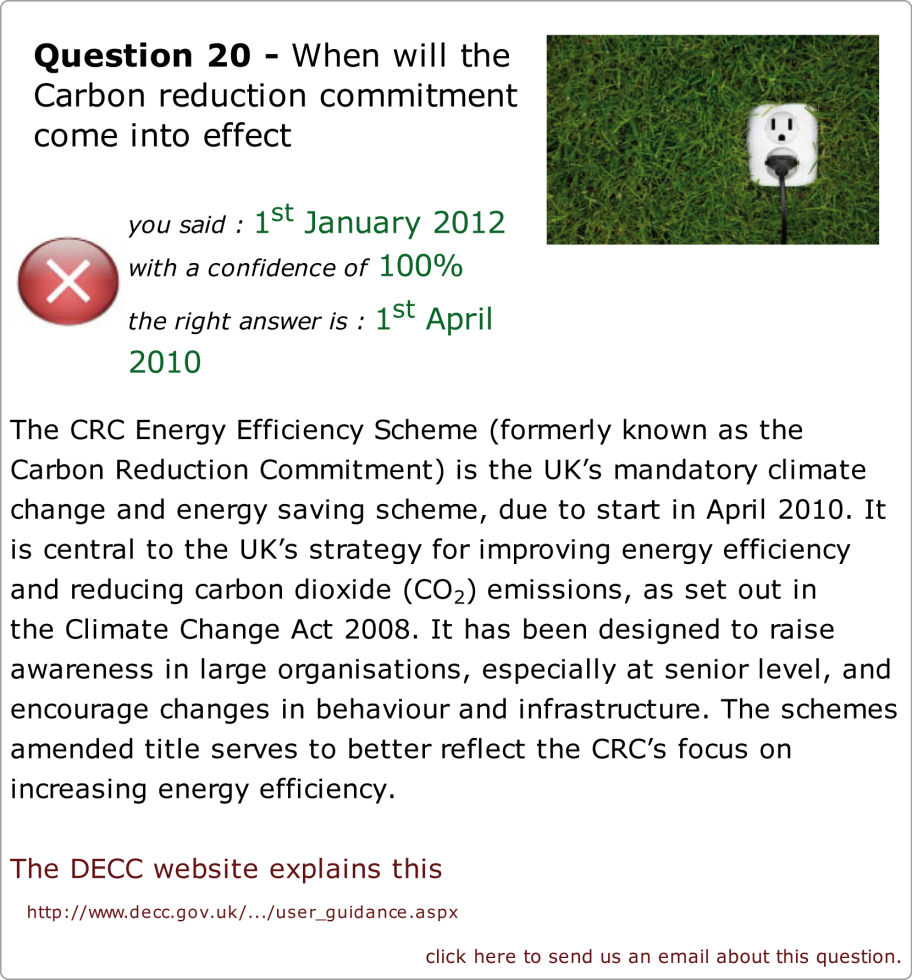 Question 20 - When will the
Carbon reduction commitment
come into effect
you said : 1st January 2012
with a confidence of 100%
the right answer is : 1st April
2010
The CRC Energy Efficiency Scheme (formerly known as the
Carbon Reduction Commitment) is the UK’s mandatory climate
change and energy saving scheme, due to start in April 2010. It
is central to the UK’s strategy for improving energy efficiency
and reducing carbon dioxide (CO₂) emissions, as set out in
the Climate Change Act 2008. It has been designed to raise
awareness in large organisations, especially at senior level, and
encourage changes in behaviour and infrastructure. The schemes
amended title serves to better reflect the CRC’s focus on
increasing energy efficiency.
The DECC website explains this
http://www.decc.gov.uk/.../user_guidance.aspx
click here to send us an email about this question.